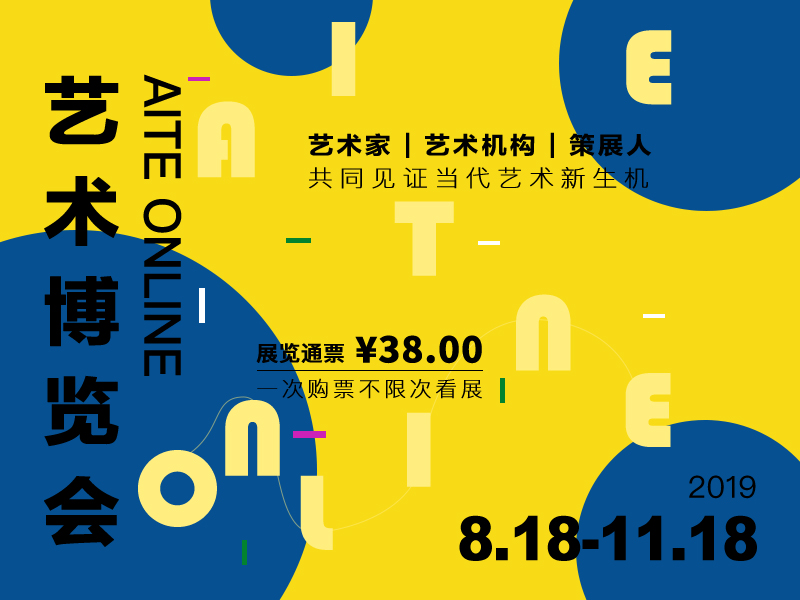 艺术博览会
AITE ONLINE
AITE
ONLINE
艺术家 | 艺术机构 | 策展人
共同见证当代艺术新生机
展览通票 ¥38.00
一次购票不限次看展
2019
8.18-11.18